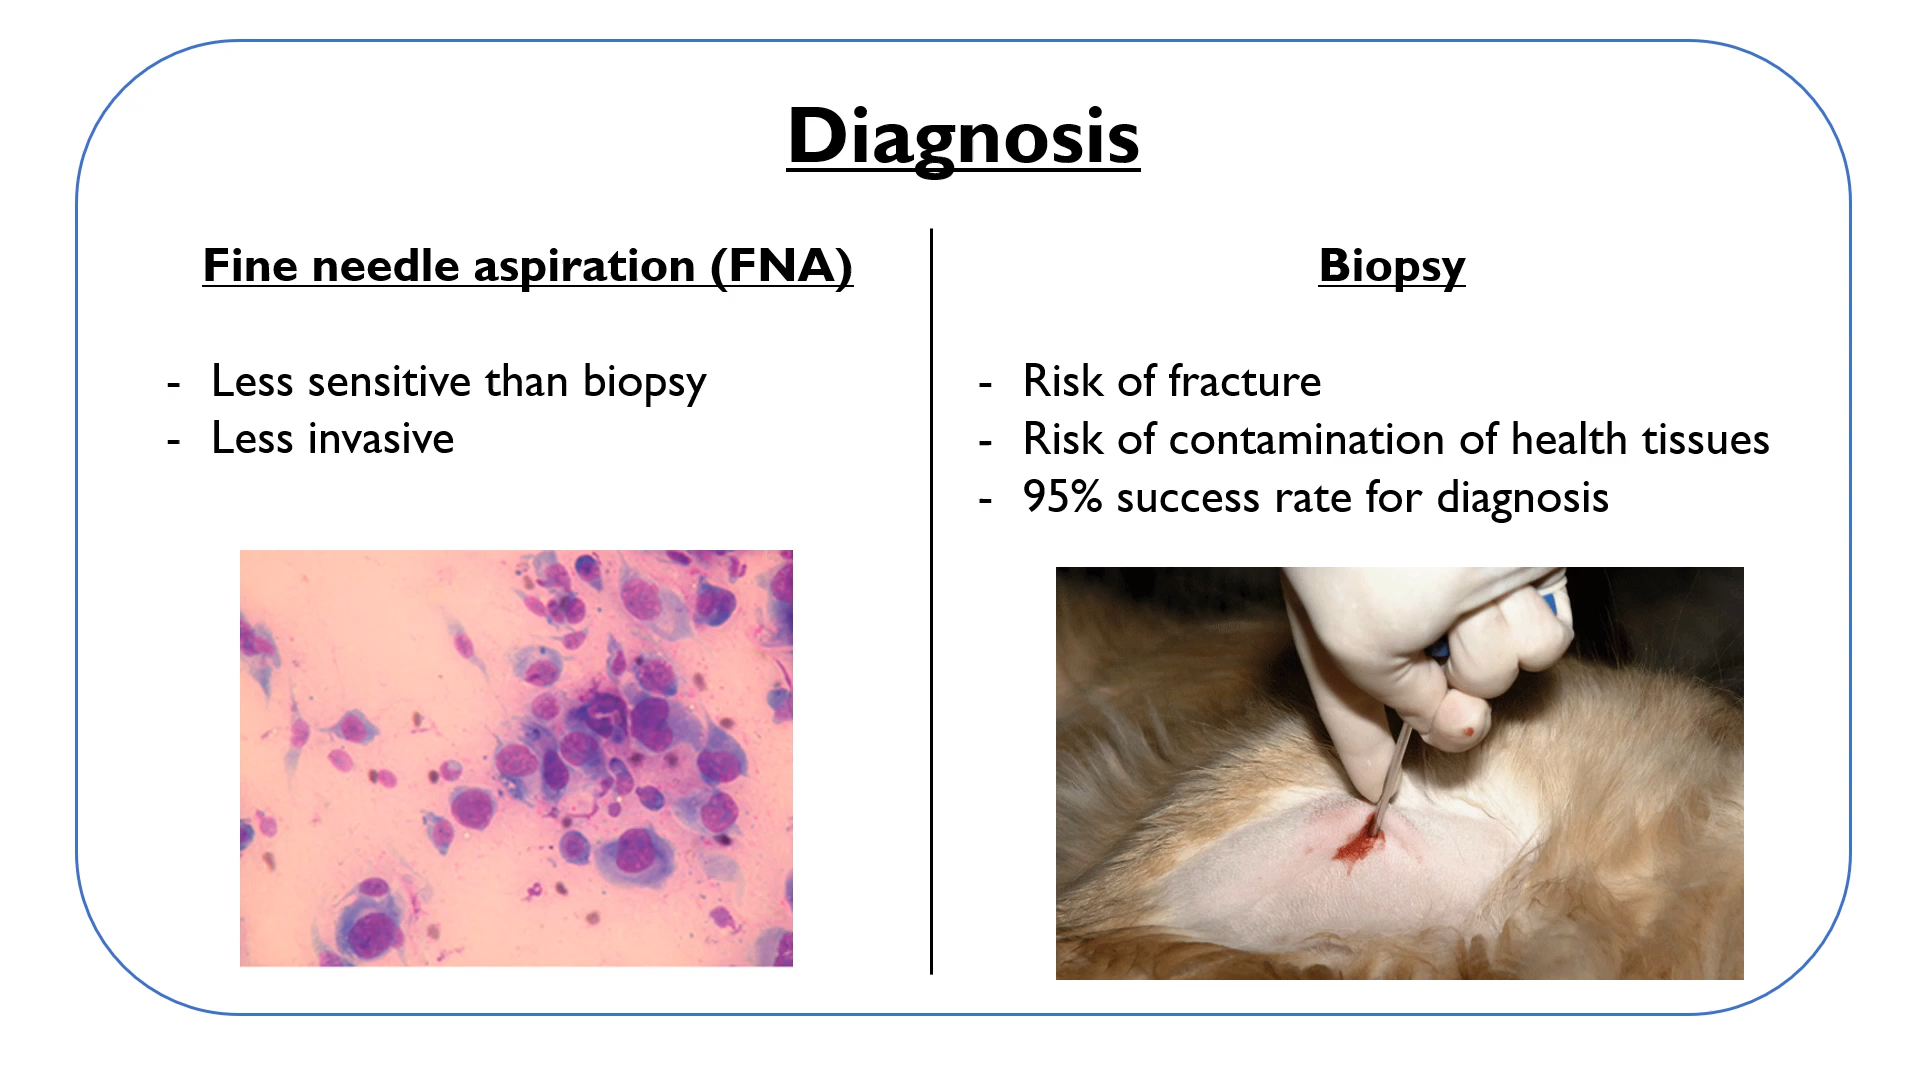 Diagnosis
Fine needle aspiration (FNA)
- Less sensitive than biopsy
- Less invasive
Biopsy
- Risk of fracture
- Risk of contamination of health tissues
- 95% success rate for diagnosis